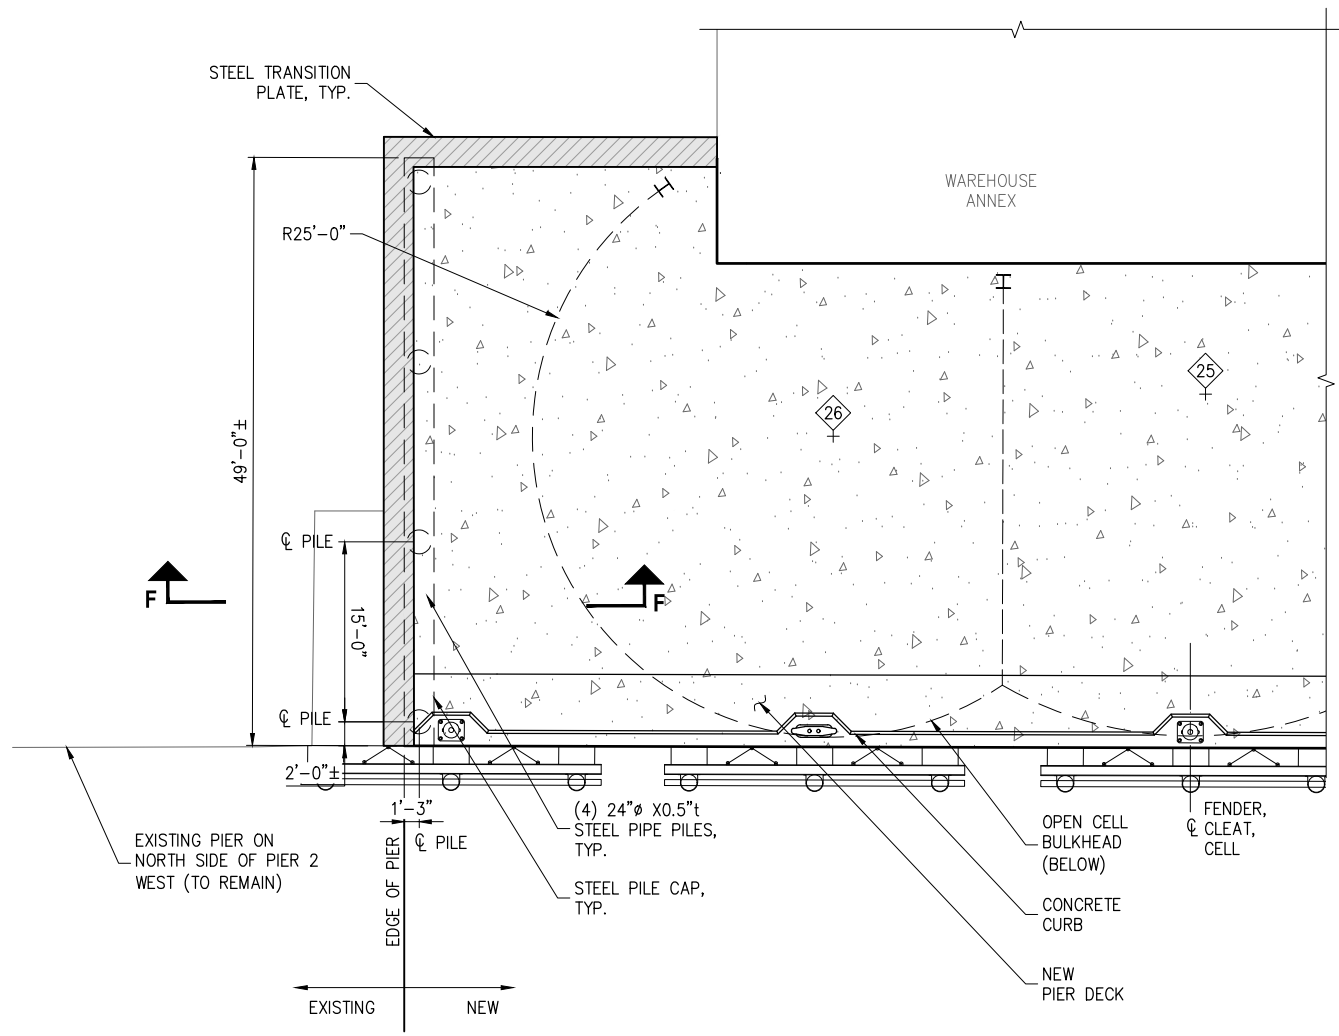 STEEL TRANSITION
PLATE, TYP.
WAREHOUSE
ANNEX
R25'-0"
25
26
49'-0"±
℄ PILE
F
F
15'-0"
℄ PILE
2'-0"±
1'-3"
℄ PILE
(4) 24"ø X0.5"t
STEEL PIPE PILES,
TYP.
FENDER,
℄ CLEAT,
CELL
OPEN CELL
BULKHEAD
(BELOW)
EXISTING PIER ON
NORTH SIDE OF PIER 2
WEST (TO REMAIN)
EDGE OF PIER
STEEL PILE CAP,
TYP.
CONCRETE
CURB
NEW
PIER DECK
EXISTING
NEW